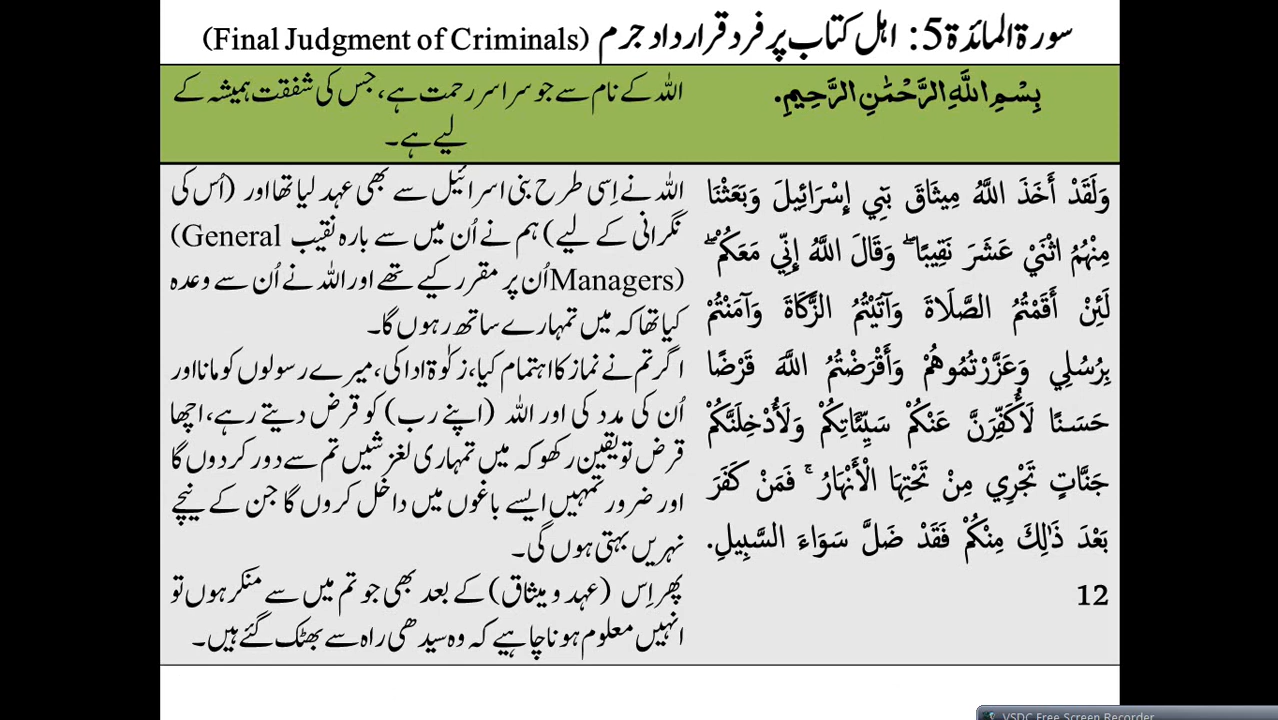 سورۃ المائدۃ 5: اہل کتاب پر فرد قرار داد جرم (Final Judgment of Criminals)
بِسْمِ اللَّهِ الرَّحْمَٰنِ الرَّحِيمِ.
اللہ کے نام سے جو سراسر رحمت ہے، جس کی شفقت ہمیشہ کے
لیے ہے۔
وَلَقَدْ أَخَذَ اللَّهُ مِيثَاقَ بَنِي إِسْرَائِيلَ وَبَعَثْنَا
مِنْهُمُ اثْنَيْ عَشَرَ نَقِيبًا ۖ وَقَالَ اللَّهُ إِنِّي مَعَكُمْ ۖ
لَئِنْ أَقَمْتُمُ الصَّلَاةَ وَآتَيْتُمُ الزَّكَاةَ وَآمَنْتُمْ
بِرُسُلِي وَعَزَّرْتُمُوهُمْ وَأَقْرَضْتُمُ اللَّهَ قَرْضًا
حَسَنًا لَأُكَفِّرَنَّ عَنْكُمْ سَيِّئَاتِكُمْ وَلَأُدْخِلَنَّكُمْ
جَنَّاتٍ تَجْرِي مِنْ تَحْتِهَا الْأَنْهَارُ ۚ فَمَنْ كَفَرَ
بَعْدَ ذَٰلِكَ مِنْكُمْ فَقَدْ ضَلَّ سَوَاءَ السَّبِيلِ.
12
اللہ نے اِسی طرح بنی اسرائیل سے بھی عہد لیا تھا اور (اُس کی
نگرانی کے لیے) ہم نے اُن میں سے بارہ نقیب (General
Managers) اُن پر مقرر کیے تھے اور اللہ نے اُن سے وعدہ
کیا تھا کہ میں تمہارے ساتھ رہوں گا۔
اگر تم نے نماز کا اہتمام کیا، زکوٰۃ ادا کی، میرے رسولوں کو مانا اور
اُن کی مدد کی اور اللہ (اپنے رب) کو قرض دیتے رہے، اچھا
قرض تو یقین رکھو کہ میں تمہاری لغزشیں تم سے دور کر دوں گا
اور ضرور تمہیں ایسے باغوں میں داخل کروں گا جن کے نیچے
نہریں بہتی ہوں گی۔
پھر اِس (عہد و میثاق) کے بعد بھی جو تم میں سے منکر ہوں تو
انہیں معلوم ہونا چاہیے کہ وہ سیدھی راہ سے بھٹک گئے ہیں۔
VSDC Free Screen Recorder